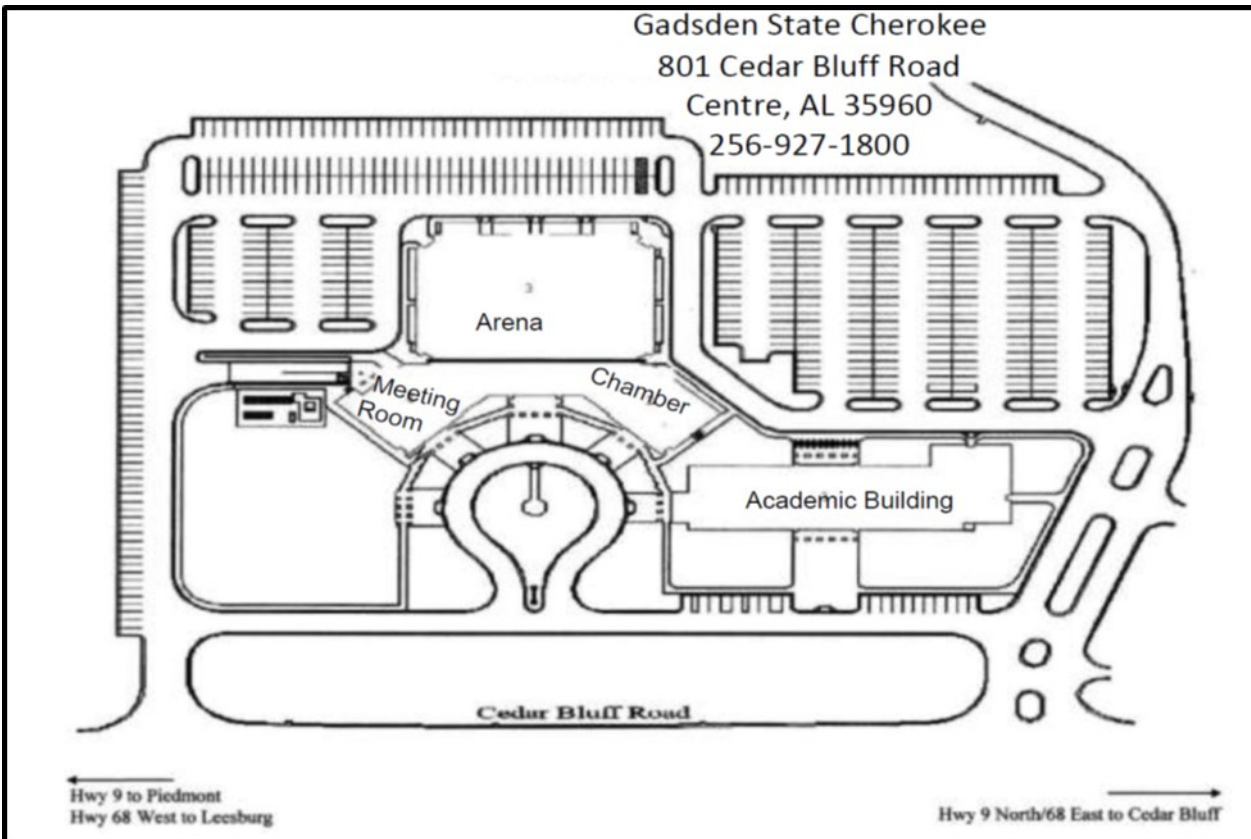 Gadsden State Cherokee
801 Cedar Bluff Road
Centre, AL 35960
256-927-1800
3
Arena
Meeting
Room
Chamber
Academic Building
Cedar Bluff Road
Hwy 9 to Piedmont
Hwy 68 West to Leesburg
Hwy 9 North/68 East to Cedar Bluff